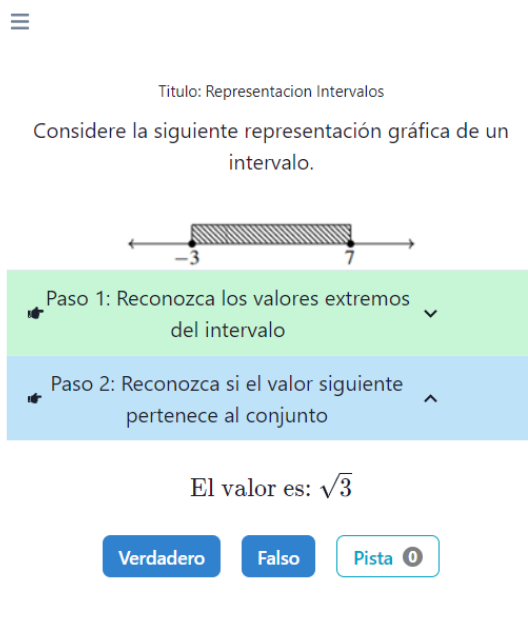 Titulo: Representacion Intervalos
Considere la siguiente representación gráfica de un
intervalo.
−3 7
Paso 1: Reconozca los valores extremos
del intervalo
Paso 2: Reconozca si el valor siguiente
pertenece al conjunto
El valor es: √3
Verdadero Falso Pista 0